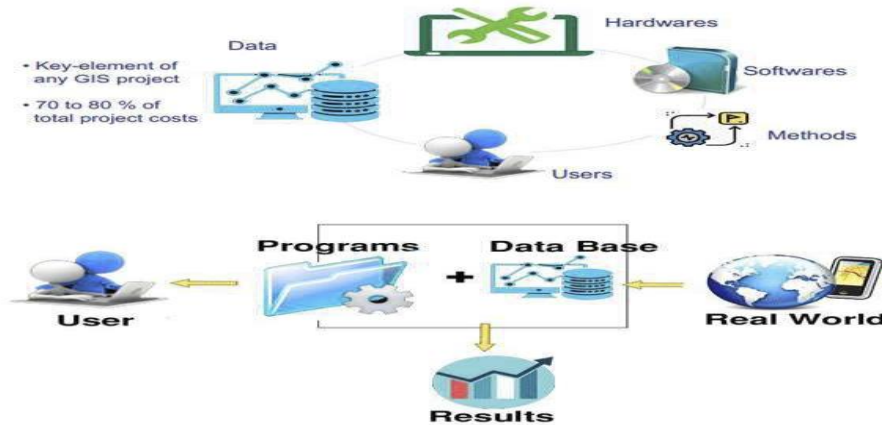 Hardwares
Data
• Key-element of
any GIS project
• 70 to 80 % of
total project costs
Softwares
Methods
Users
Programs
+
Data Base
User
Real World
Results